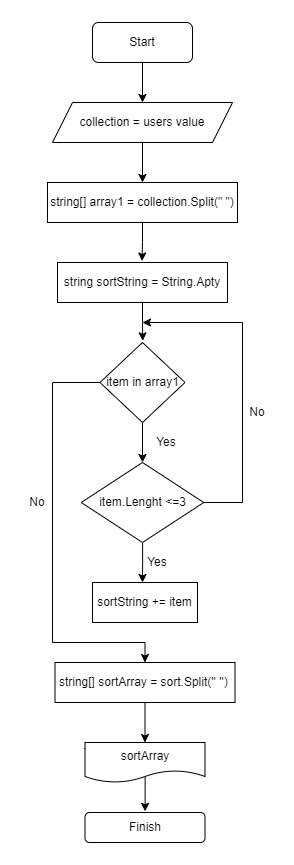 Start
collection = users value
string[] array1 = collection.Split(" ")
string sortString = String.Apty
item in array1
No
Yes
item.Lenght <=3
No
Yes
sortString += item
string[] sortArray = sort.Split(" ")
sortArray
Finish